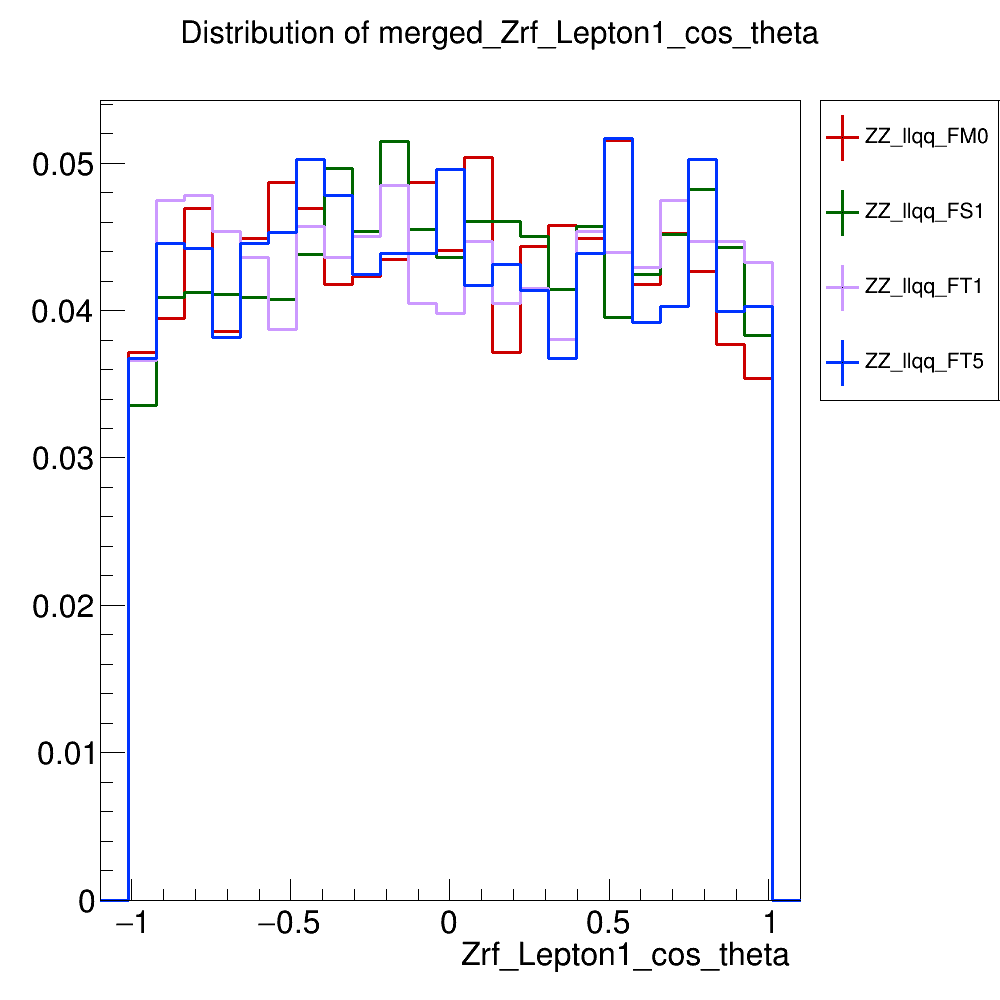 Distribution of merged_Zrf_Lepton1_cos_theta
ZZ_llqq_FM0
ZZ_llqq_FS1
ZZ_llqq_FT1
ZZ_llqq_FT5
0.05
0.04
0.03
0.02
0.01
0
−1
−0.5
0
0.5
1
Zrf_Lepton1_cos_theta